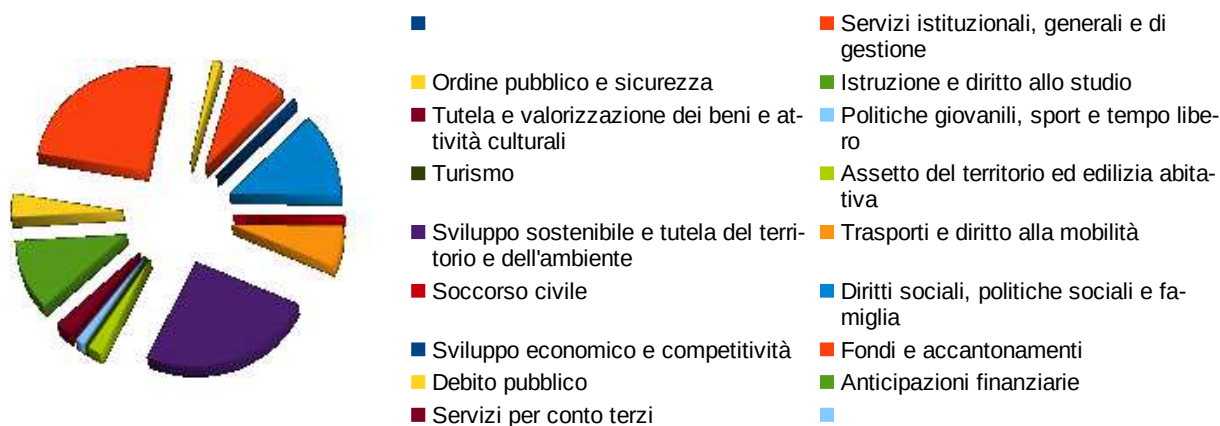 Servizi istituzionali, generali e di
gestione
Ordine pubblico e sicurezza
Istruzione e diritto allo studio
Tutela e valorizzazione dei beni e at-
tività culturali
Politiche giovanili, sport e tempo libe-
ro
Turismo
Assetto del territorio ed edilizia abita-
tiva
Sviluppo sostenibile e tutela del terri-
torio e dell'ambiente
Trasporti e diritto alla mobilità
Soccorso civile
Diritti sociali, politiche sociali e fa-
miglia
Sviluppo economico e competitività
Fondi e accantonamenti
Debito pubblico
Anticipazioni finanziarie
Servizi per conto terzi